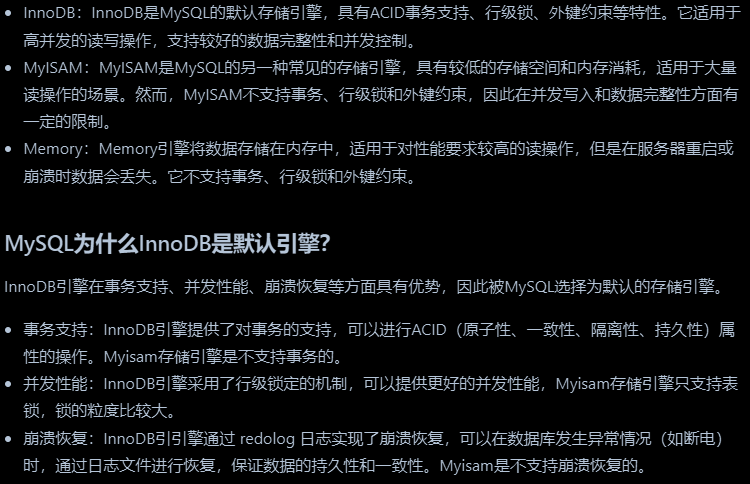 InnoDB：InnoDB是MySQL的默认存储引擎，具有ACID事务支持、行级锁、外键约束等特性。它适用于
高并发的读写操作，支持较好的数据完整性和并发控制。
MyISAM：MyISAM是MySQL的另一种常见的存储引擎，具有较低的存储空间和内存消耗，适用于大量
读操作的场景。然而，MyISAM不支持事务、行级锁和外键约束，因此在并发写入和数据完整性方面有
一定的限制。
Memory：Memory引擎将数据存储在内存中，适用于对性能要求较高的读操作，但是在服务器重启或
崩溃时数据会丢失。它不支持事务、行级锁和外键约束。
MySQL为什么InnoDB是默认引擎？
InnoDB引擎在事务支持、并发性能、崩溃恢复等方面具有优势，因此被MySQL选择为默认的存储引擎。
事务支持：InnoDB引擎提供了对事务的支持，可以进行ACID（原子性、一致性、隔离性、持久性）属
性的操作。Myisam存储引擎是不支持事务的。
并发性能：InnoDB引擎采用了行级锁定的机制，可以提供更好的并发性能，Myisam存储引擎只支持表
锁，锁的粒度比较大。
崩溃恢复：InnoDB引引擎通过 redolog 日志实现了崩溃恢复，可以在数据库发生异常情况（如断电）
时，通过日志文件进行恢复，保证数据的持久性和一致性。Myisam是不支持崩溃恢复的。